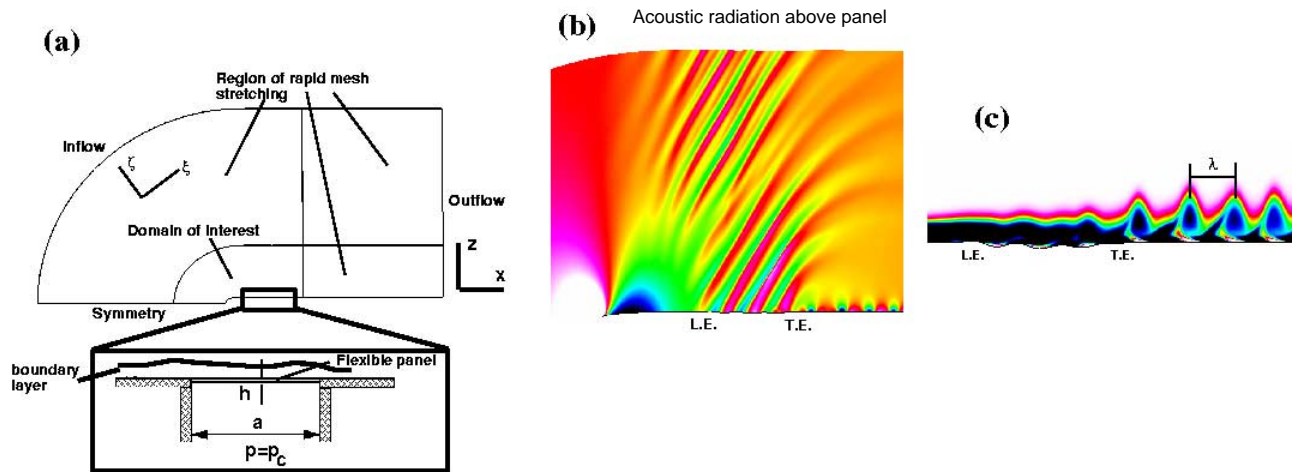 (a)
Region of rapid mesh
stretching
Inflow
ζ
ξ
Outflow
Domain of interest
Z
X
Symmetry
boundary
layer
Flexible panel
h
a
p=pc
Acoustic radiation above panel
(b)
L.E.
T.E.
(c)
λ
L.E.
T.E.